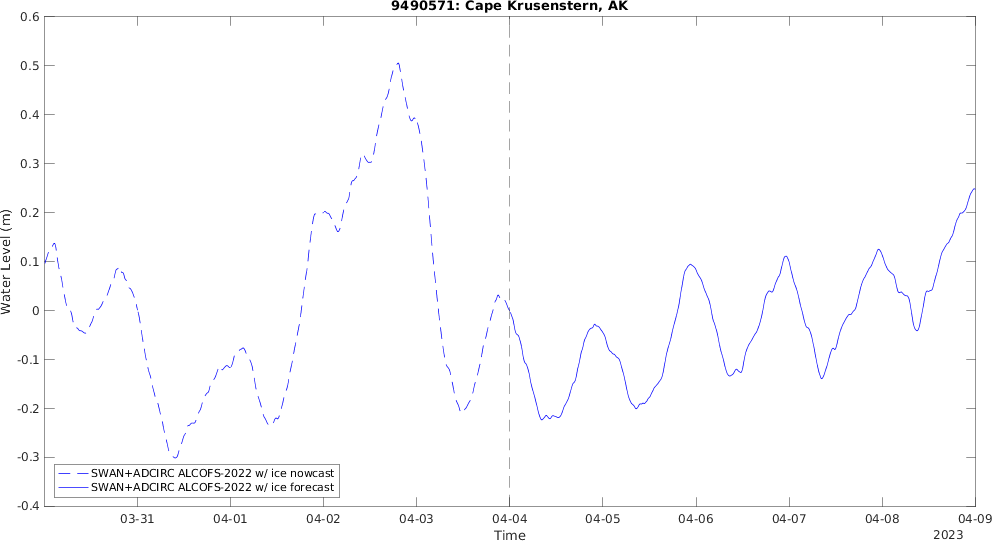 9490571: Cape Krusenstern, AK
0.6
0.5
0.4
0.3
0.2
0.1
0
-0.1
-0.2
-0.3
-0.4
Water Level (m)
SWAN+ADCIRC ALCOFS-2022 w/ ice nowcast
SWAN+ADCIRC ALCOFS-2022 w/ ice forecast
03-31 04-01 04-02 04-03 04-04 04-05 04-06 04-07 04-08 04-09
Time
2023